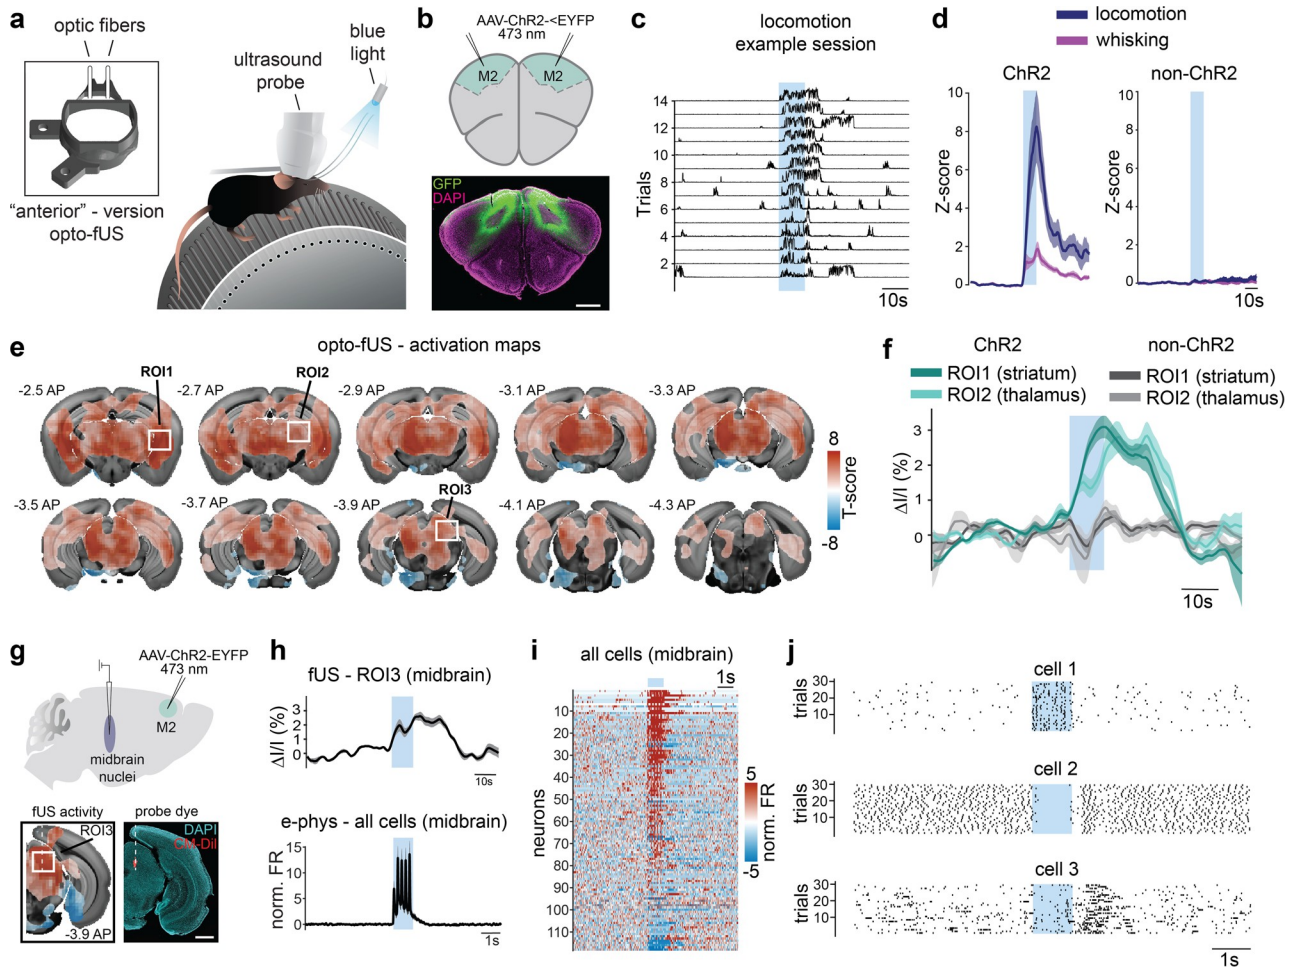 a
optic fibers
"anterior" - version
opto-fUS
ultrasound
probe
blue
light
b
AAV-ChR2-<EYFP
473 nm
M2
M2
GFP
DAPI
c
locomotion
example session
Trials
14
12
10
8
6
4
2
10s
d
locomotion
whisking
ChR2
non-ChR2
Z-score
10
8
6
4
2
0
Z-score
10
8
6
4
2
0
10s
e
opto-fUS - activation maps
-2.5 AP
ROI1
-2.7 AP
ROI2
-2.9 AP
-3.1 AP
-3.3 AP
-3.5 AP
-3.7 AP
-3.9 AP
ROI3
-4.1 AP
-4.3 AP
8
T-score
-8
f
ChR2
non-ChR2
ROI1 (striatum)
ROI2 (thalamus)
ROI1 (striatum)
ROI2 (thalamus)
ΔI/I (%)
3
2
1
0
10s
g
AAV-ChR2-EYFP
473 nm
M2
midbrain
nuclei
fUS activity
probe dye
ROI3
DAPI
CM-DiI
-3.9 AP
h
fUS - ROI3 (midbrain)
ΔI/I (%)
3
2
1
0
10s
e-phys - all cells (midbrain)
norm. FR
15
10
5
0
1s
i
all cells (midbrain)
1s
neurons
10
20
30
40
50
60
70
80
90
100
110
5
norm. FR
-5
j
cell 1
trials
30
20
10
cell 2
trials
30
20
10
cell 3
trials
30
20
10
1s